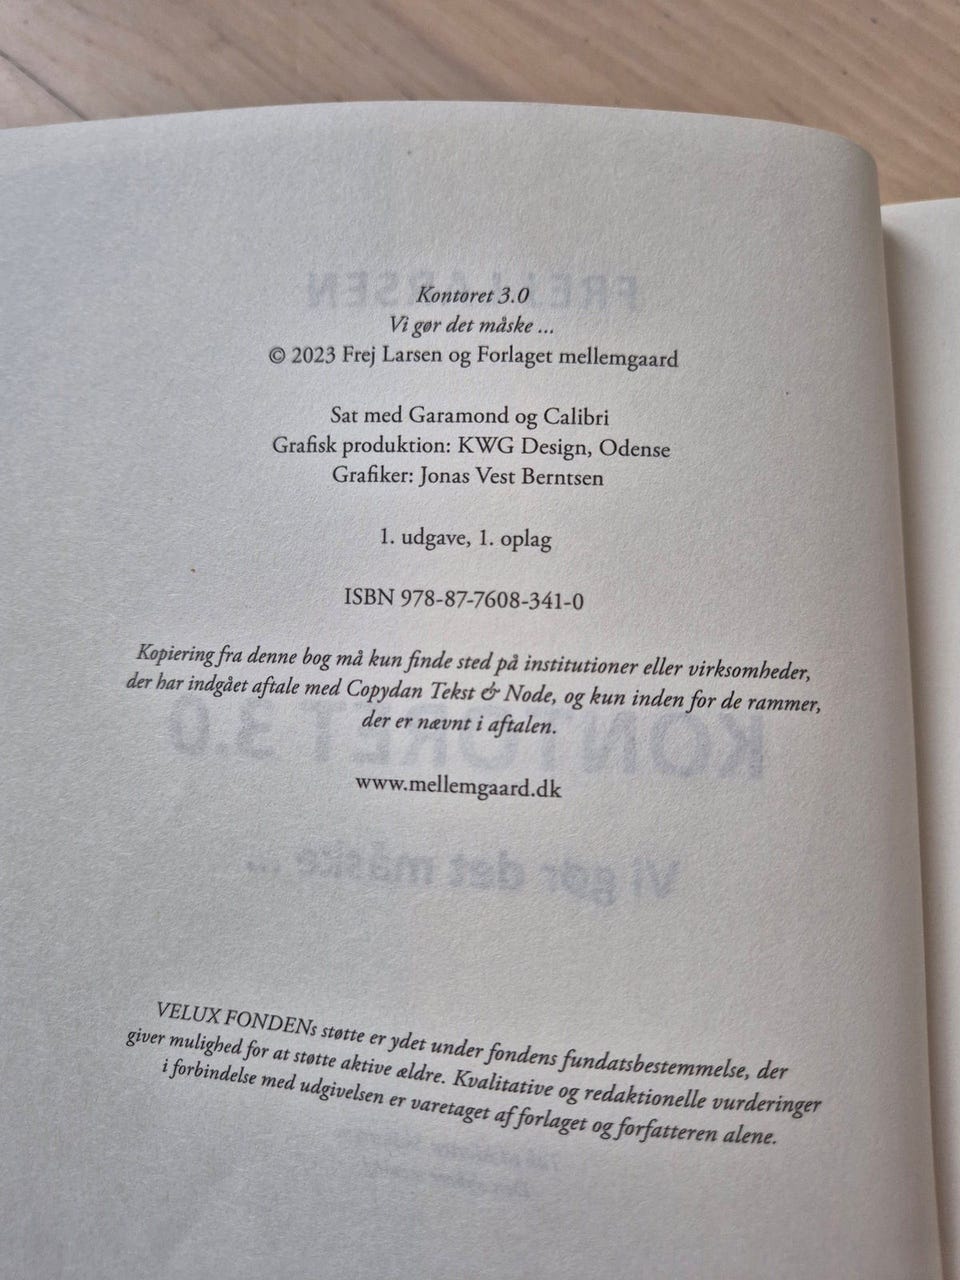 Kontoret 3.0
Vi gør det måske ...
© 2023 Frej Larsen og Forlaget mellemgaard
Sat med Garamond og Calibri
Grafisk produktion: KWG Design, Odense
Grafiker: Jonas Vest Berntsen
1. udgave, 1. oplag
ISBN 978-87-7608-341-0
Kopiering fra denne bog må kun finde sted på institutioner eller virksomheder,
der har indgået aftale med Copydan Tekst & Node, og kun inden for de rammer,
der er nævnt i aftalen.
www.mellemgaard.dk
VELUX FONDENs støtte er ydet under fondens fundatsbestemmelse, der
giver mulighed for at støtte aktive ældre. Kvalitative og redaktionelle vurderinger
i forbindelse med udgivelsen er varetaget af forlaget og forfatteren alene.